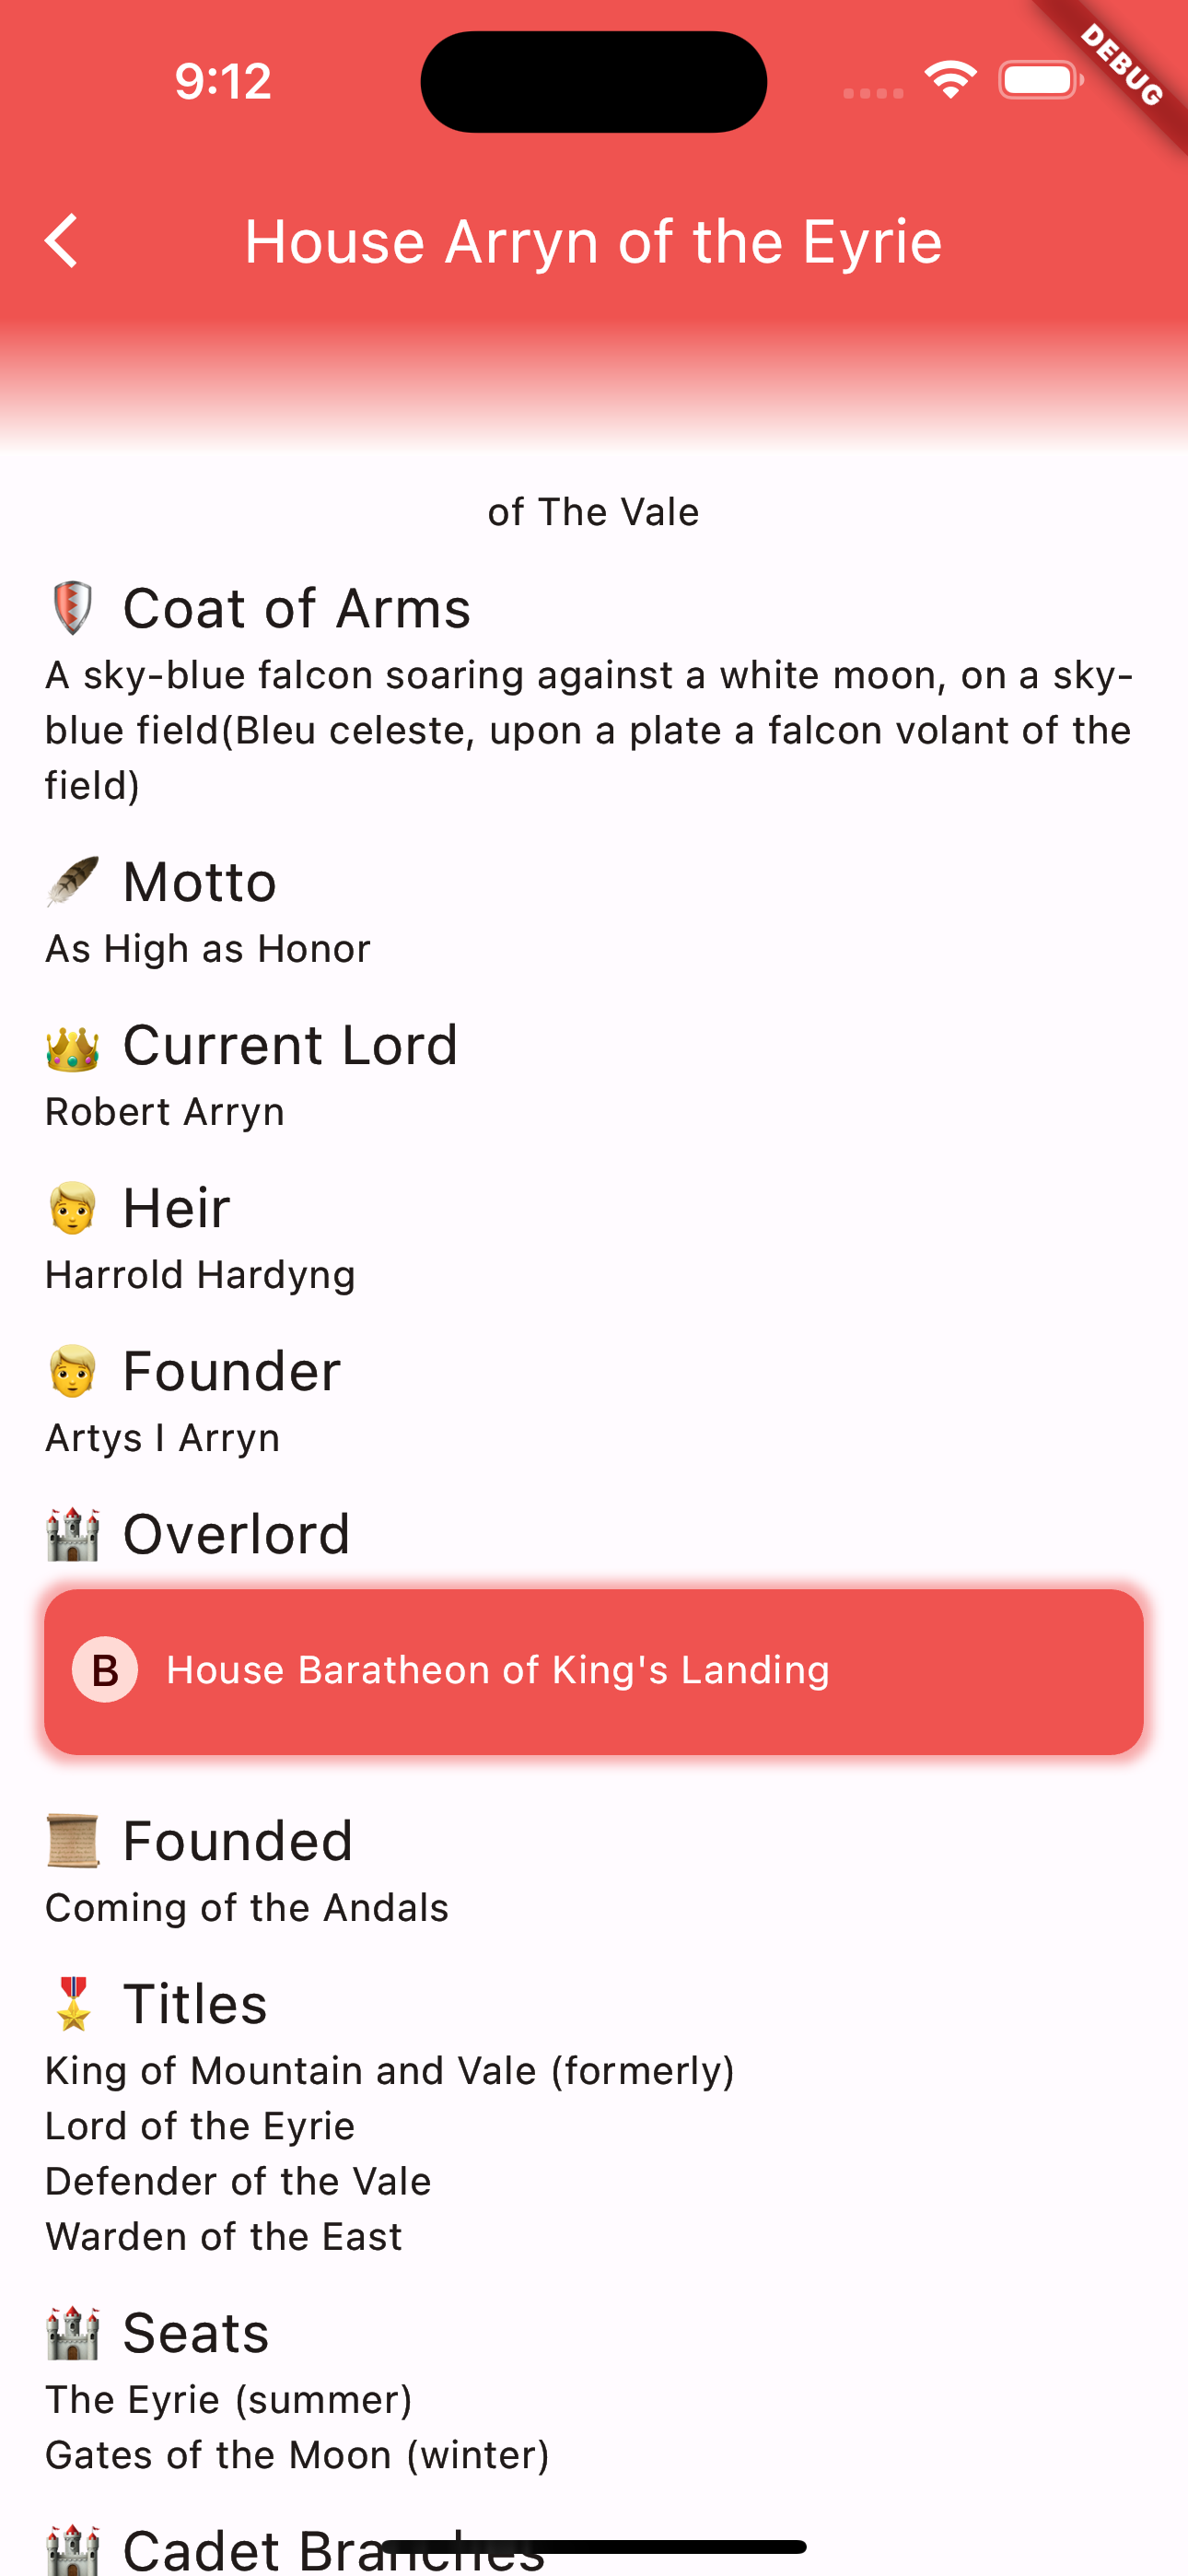 9:12
DEBUG
House Arryn of the Eyrie
of The Vale
Coat of Arms
A sky-blue falcon soaring against a white moon, on a sky-
blue field(Bleu celeste, upon a plate a falcon volant of the
field)
Motto
As High as Honor
Current Lord
Robert Arryn
Heir
Harrold Hardyng
Founder
Artys I Arryn
Overlord
B House Baratheon of King's Landing
Founded
Coming of the Andals
Titles
King of Mountain and Vale (formerly)
Lord of the Eyrie
Defender of the Vale
Warden of the East
Seats
The Eyrie (summer)
Gates of the Moon (winter)
Cadet Branches